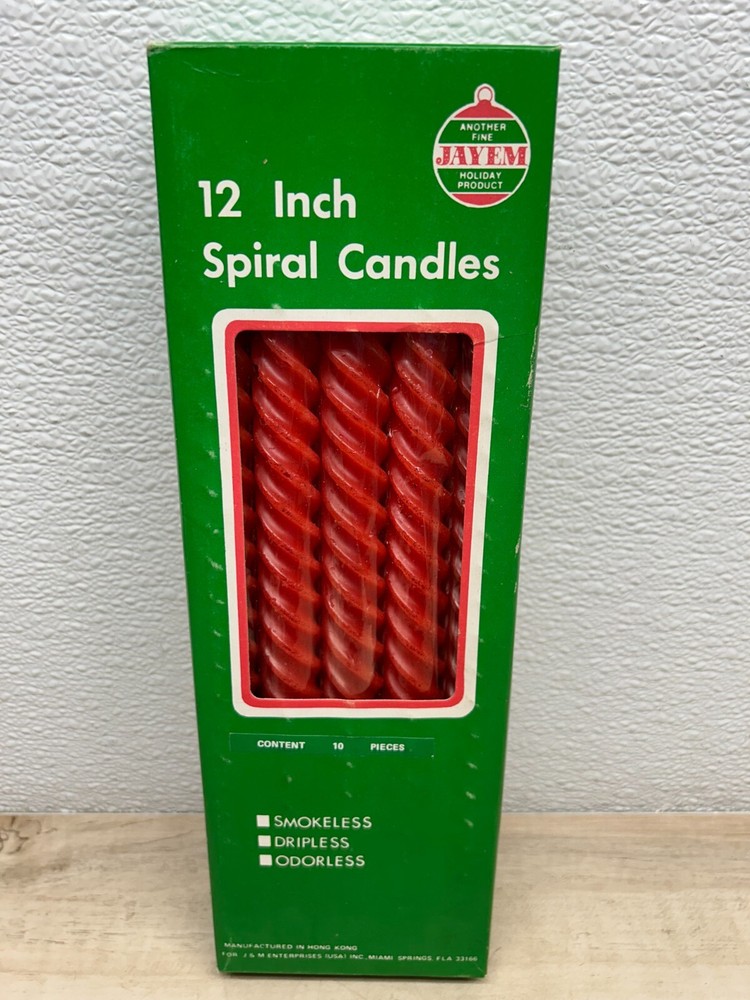 ANOTHER
FINE
JAYEM
HOLIDAY
PRODUCT
12 Inch
Spiral Candles
CONTENT 10 PIECES
SMOKELESS
DRIPLESS
ODORLESS
MANUFACTURED IN HONG KONG
FOR J & M ENTERPRISES (USA) INC., MIAMI SPRINGS, FLA 33166